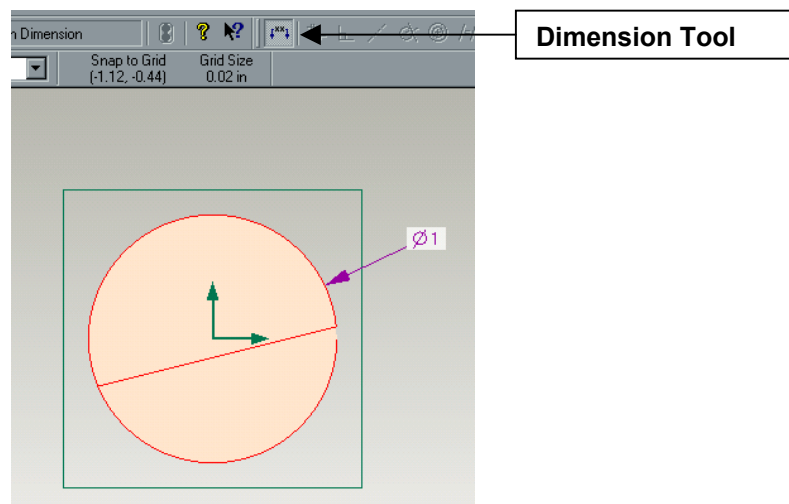 n Dimension
Dimension Tool
Snap to Grid Grid Size
(-1.12, -0.44) 0.02 in
Ø1